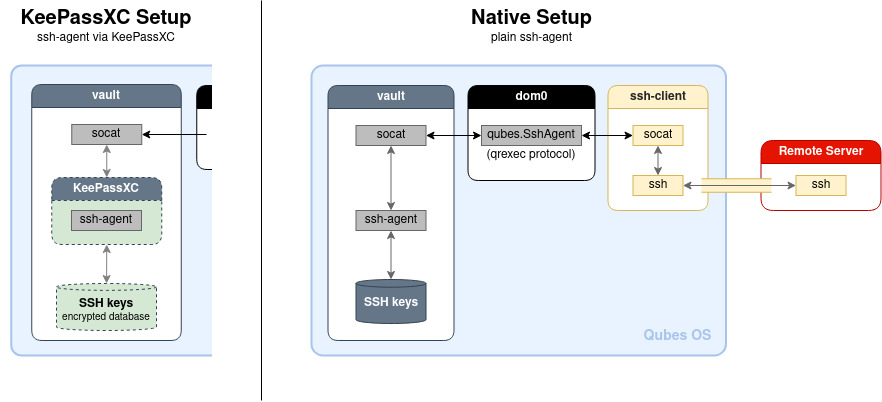 KeePassXC Setup
ssh-agent via KeePassXC
vault
socat
KeePassXC
ssh-agent
SSH keys
encrypted database
Native Setup
plain ssh-agent
vault
socat
ssh-agent
SSH keys
dom0
qubes.SshAgent
(qrexec protocol)
ssh-client
socat
ssh
Remote Server
ssh
Qubes OS